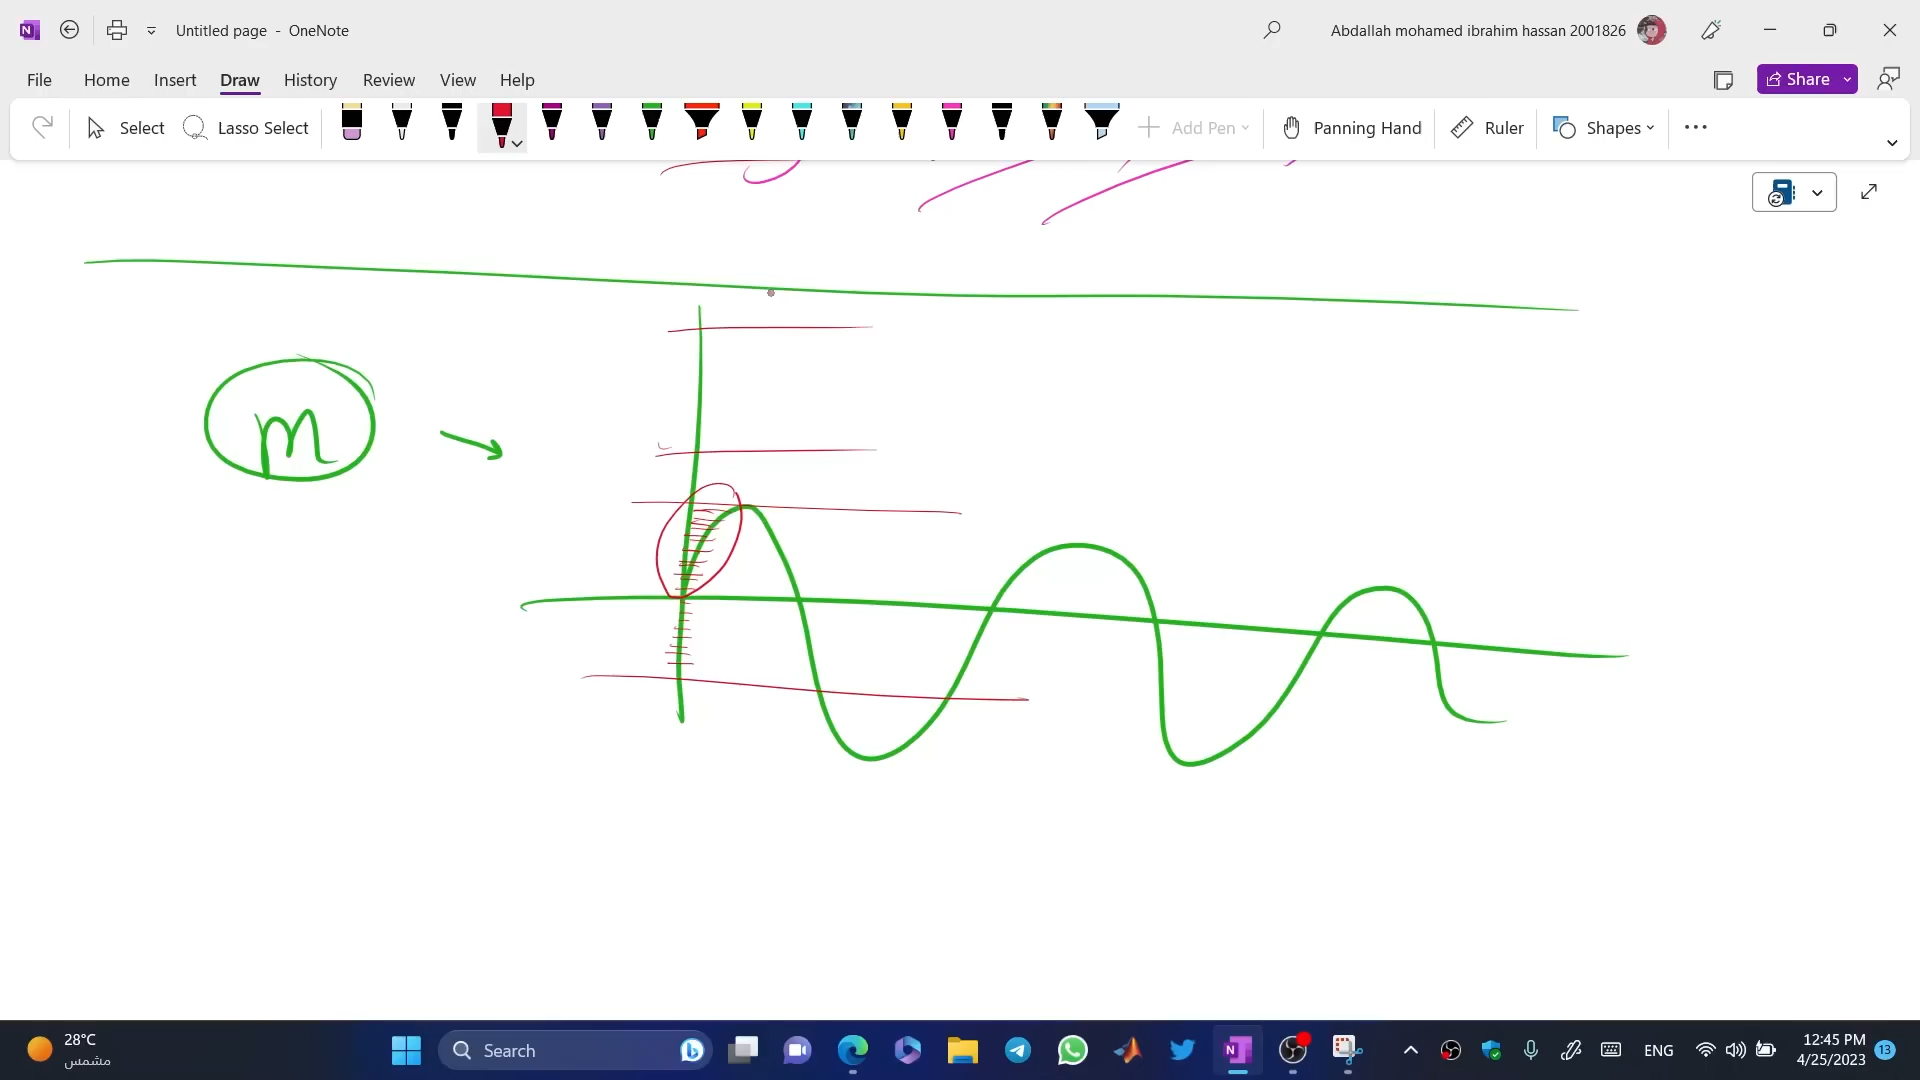 Untitled page - OneNote
Abdallah mohamed ibrahim hassan 2001826
File Home Insert Draw History Review View Help
Share
Select Lasso Select Add Pen Panning Hand Ruler Shapes
m
28°C
مشمس
Search
ENG
12:45 PM
4/25/2023
13